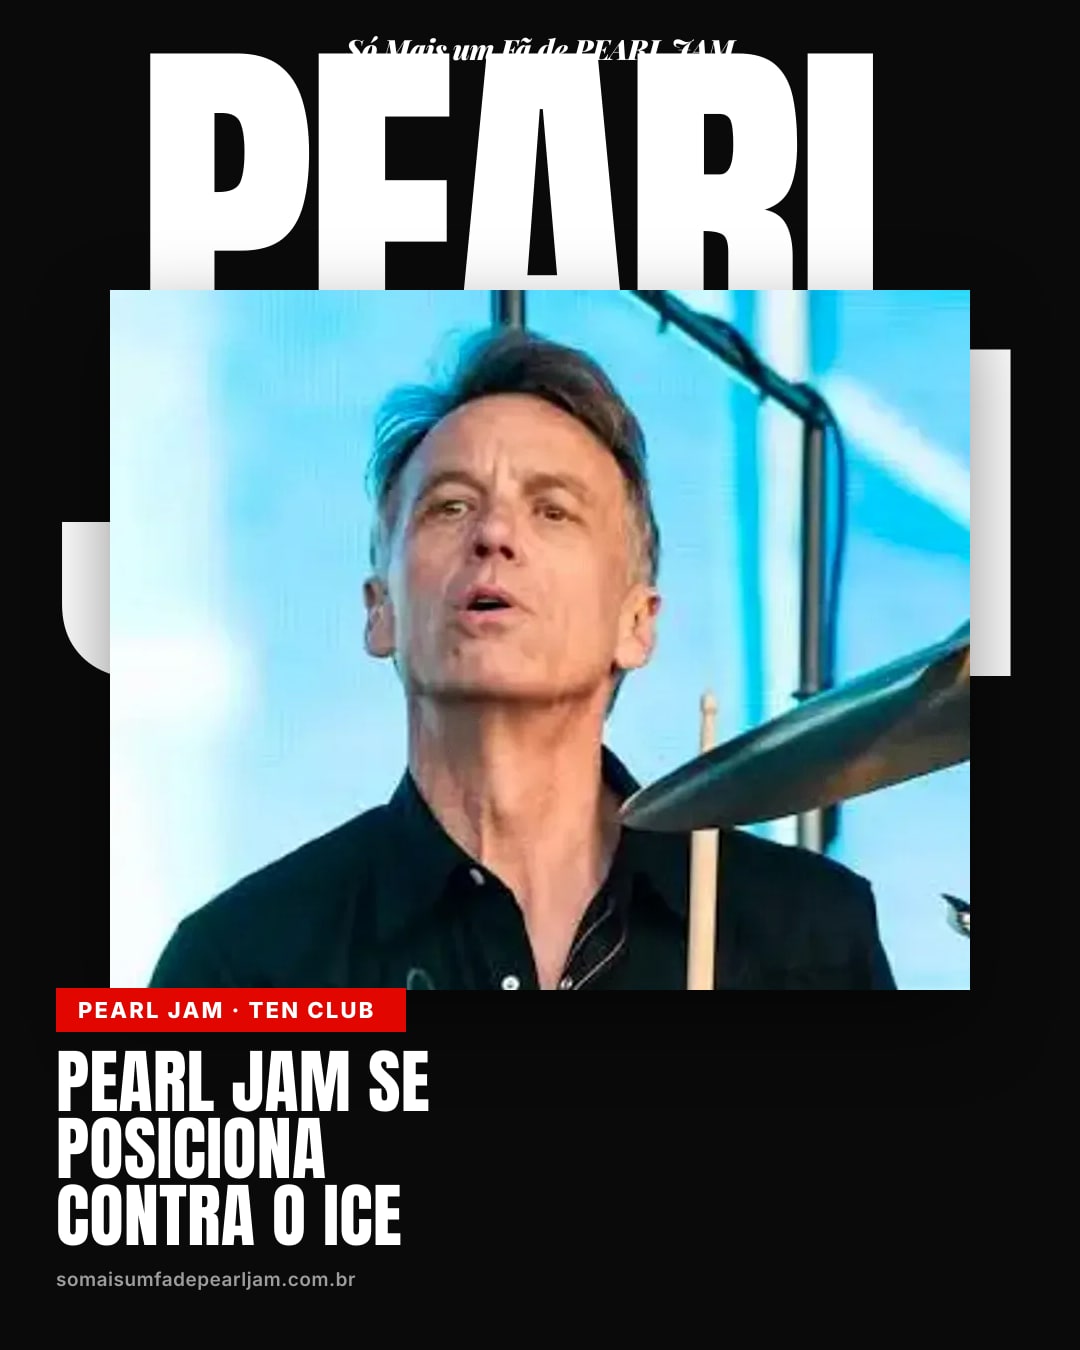 Só Mais um Fã de PEARL JAM
PEARL
PEARL JAM · TEN CLUB
PEARL JAM SE
POSICIONA
CONTRA O ICE
somaisumfadepearljam.com.br